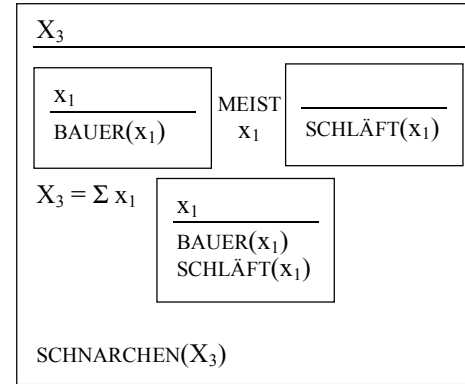 X₃
x₁
BAUER(x₁)
MEIST
x₁
SCHLÄFT(x₁)
X₃ = Σ x₁
x₁
BAUER(x₁)
SCHLÄFT(x₁)
SCHNARCHEN(X₃)